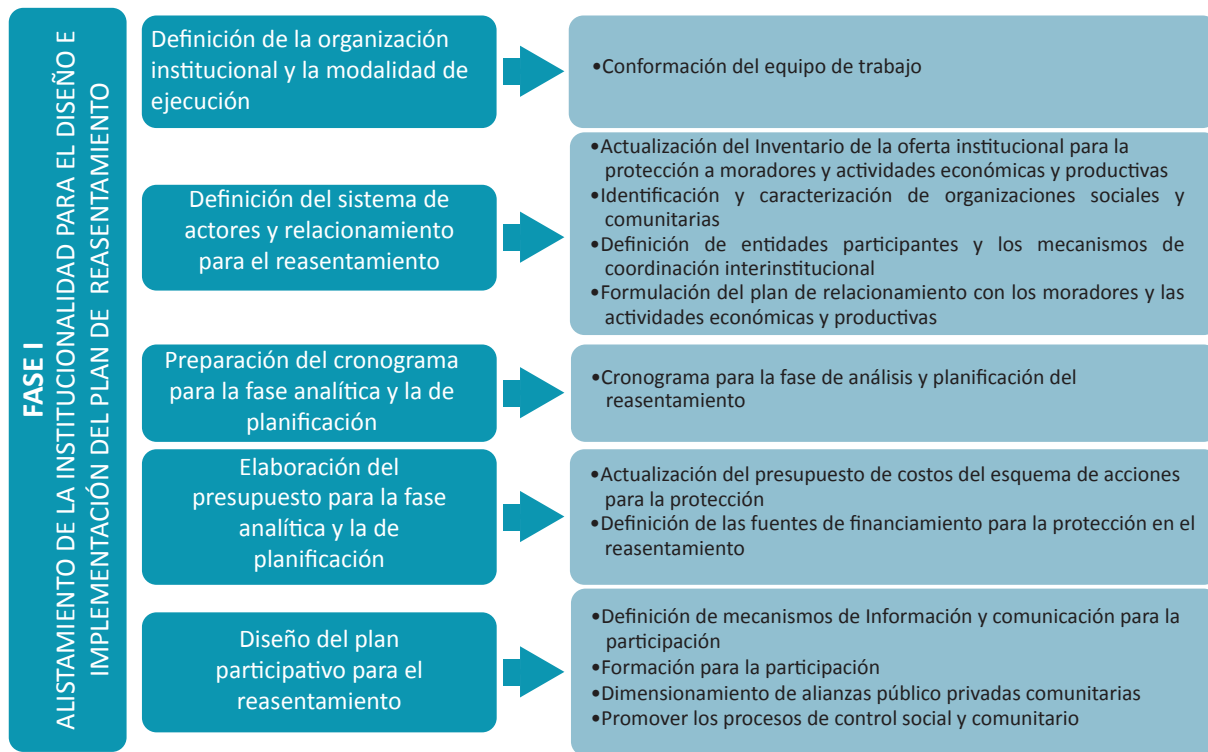 FASE I
ALISTAMIENTO DE LA INSTITUCIONALIDAD PARA EL DISEÑO E
IMPLEMENTACIÓN DEL PLAN DE REASENTAMIENTO
Definición de la organización
institucional y la modalidad de
ejecución
•Conformación del equipo de trabajo
Definición del sistema de
actores y relacionamiento
para el reasentamiento
•Actualización del Inventario de la oferta institucional para la
protección a moradores y actividades económicas y productivas
•Identificación y caracterización de organizaciones sociales y
comunitarias
•Definición de entidades participantes y los mecanismos de
coordinación interinstitucional
•Formulación del plan de relacionamiento con los moradores y las
actividades económicas y productivas
Preparación del cronograma
para la fase analítica y la de
planificación
•Cronograma para la fase de análisis y planificación del
reasentamiento
Elaboración del
presupuesto para la fase
analítica y la de
planificación
•Actualización del presupuesto de costos del esquema de acciones
para la protección
•Definición de las fuentes de financiamiento para la protección en el
reasentamiento
Diseño del plan
participativo para el
reasentamiento
•Definición de mecanismos de Información y comunicación para la
participación
•Formación para la participación
•Dimensionamiento de alianzas público privadas comunitarias
•Promover los procesos de control social y comunitario